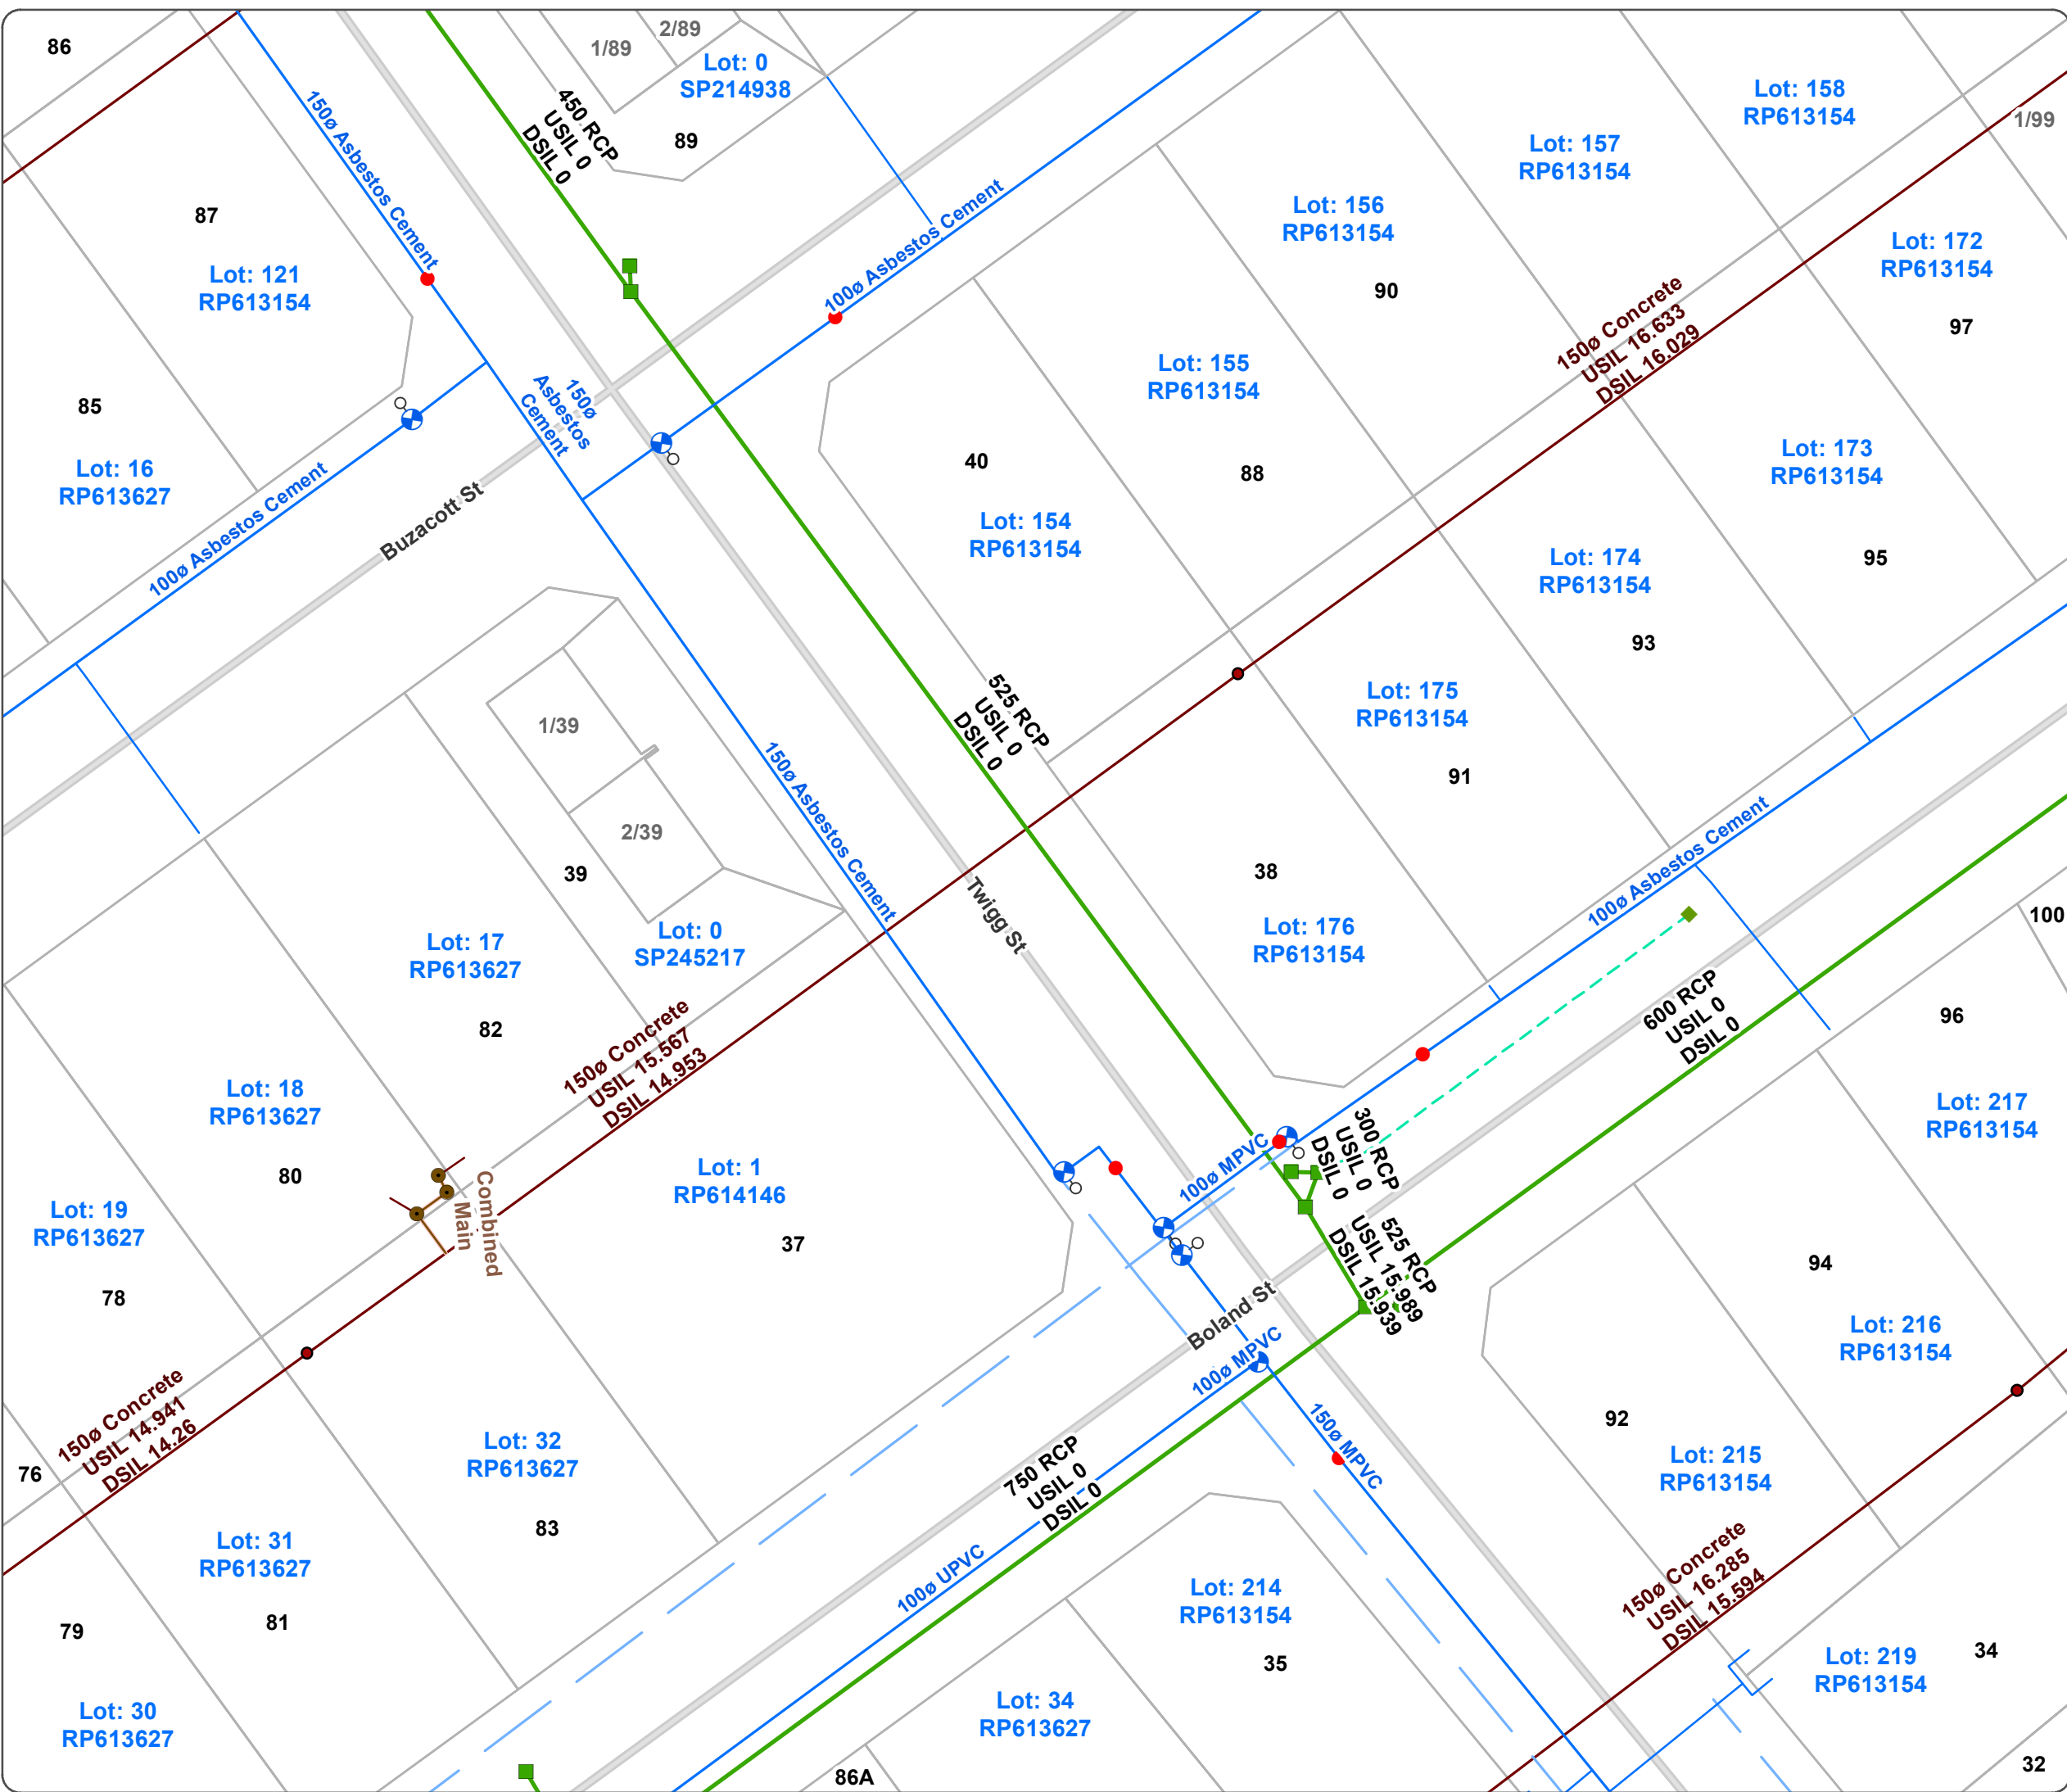 86
1/89
2/89
Lot: 0
SP214938
89
Lot: 158
RP613154
1/99
Lot: 157
RP613154
150ø Asbestos Cement
450 RCP
USIL 0
DSIL 0
87
Lot: 121
RP613154
100ø Asbestos Cement
Lot: 156
RP613154
90
Lot: 172
RP613154
97
150ø Concrete
USIL 16.633
DSIL 16.029
Lot: 155
RP613154
88
85
Lot: 16
RP613627
150ø
Asbestos
Cement
100ø Asbestos Cement
Buzacott St
40
Lot: 154
RP613154
Lot: 173
RP613154
95
Lot: 174
RP613154
93
Lot: 175
RP613154
91
525 RCP
USIL 0
DSIL 0
1/39
2/39
39
150ø Asbestos Cement
Twigg St
38
Lot: 176
RP613154
100ø Asbestos Cement
100
Lot: 17
RP613627
82
Lot: 0
SP245217
150ø Concrete
USIL 15.567
DSIL 14.953
600 RCP
USIL 0
DSIL 0
96
Lot: 18
RP613627
80
Lot: 217
RP613154
Combined
Main
Lot: 1
RP614146
37
100ø MPVC
300 RCP
USIL 0
DSIL 0
525 RCP
USIL 15.989
DSIL 15.939
Lot: 19
RP613627
78
94
Boland St
100ø MPVC
Lot: 216
RP613154
150ø Concrete
USIL 14.941
DSIL 14.26
76
Lot: 32
RP613627
83
750 RCP
USIL 0
DSIL 0
150ø MPVC
92
Lot: 215
RP613154
Lot: 31
RP613627
81
79
100ø UPVC
Lot: 214
RP613154
35
150ø Concrete
USIL 16.285
DSIL 15.594
Lot: 219
RP613154
34
Lot: 30
RP613627
Lot: 34
RP613627
86A
32